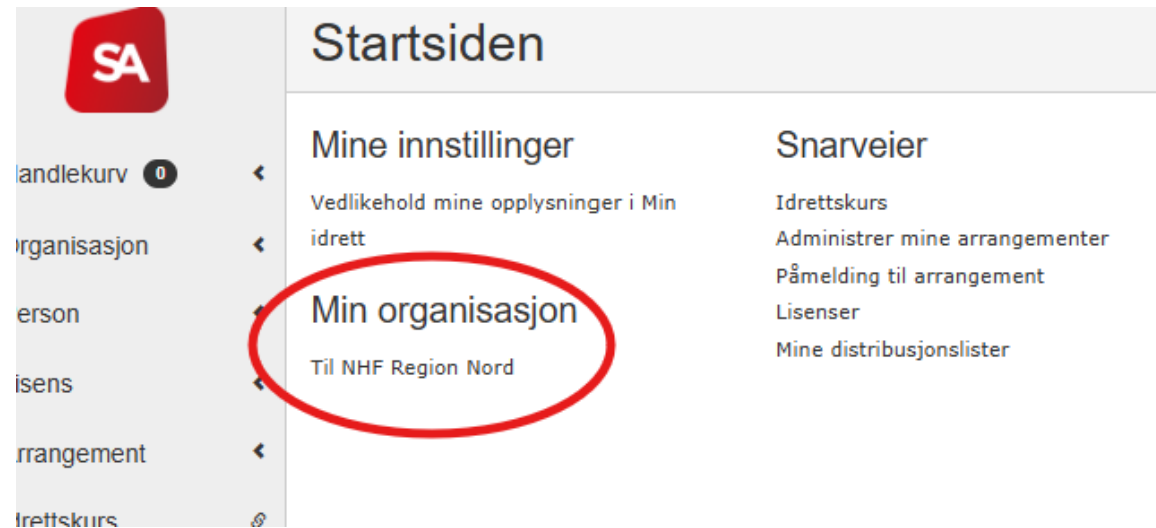 SA
Startsiden
andlekurv 0
rganisasjon
erson
isens
rrangement
drettskurs
Mine innstillinger
Vedlikehold mine opplysninger i Min
idrett
Min organisasjon
Til NHF Region Nord
Snarveier
Idrettskurs
Administrer mine arrangementer
Påmelding til arrangement
Lisenser
Mine distribusjonslister